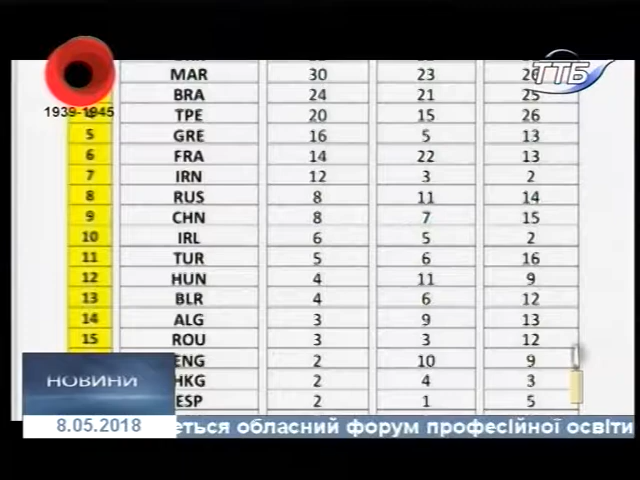 MAR 30 23 26
ТТБ
BRA 24 21 25
1939-1945
4 TPE 20 15 26
5 GRE 16 5 13
6 FRA 14 22 13
7 IRN 12 3 2
8 RUS 8 11 14
9 CHN 8 7 15
10 IRL 6 5 2
11 TUR 5 6 16
12 HUN 4 11 9
13 BLR 4 6 12
14 ALG 3 9 13
15 ROU 3 3 12
ENG 2 10 9
HKG 2 4 3
ESP 2 1 5
НОВИНИ
8.05.2018
еться обласний форум професійної освіти